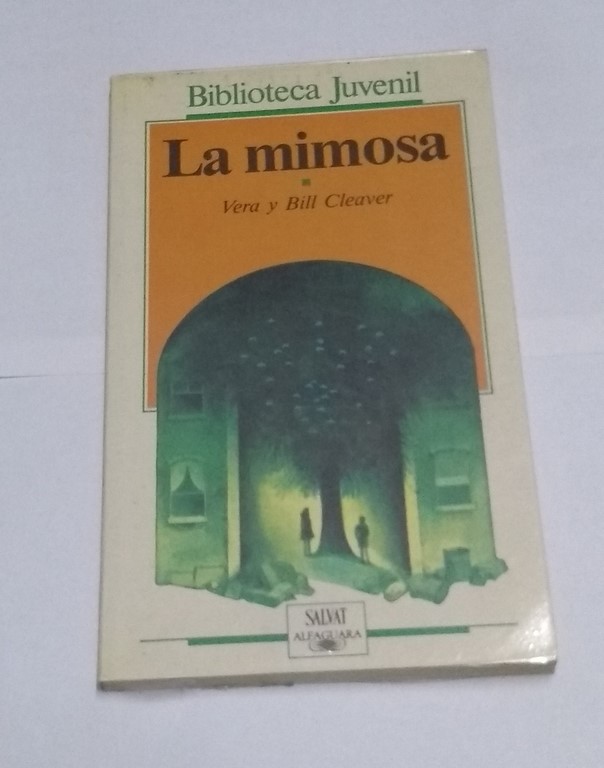 Biblioteca Juvenil
La mimosa
Vera y Bill Cleaver
SALVAT
ALFAGUARA